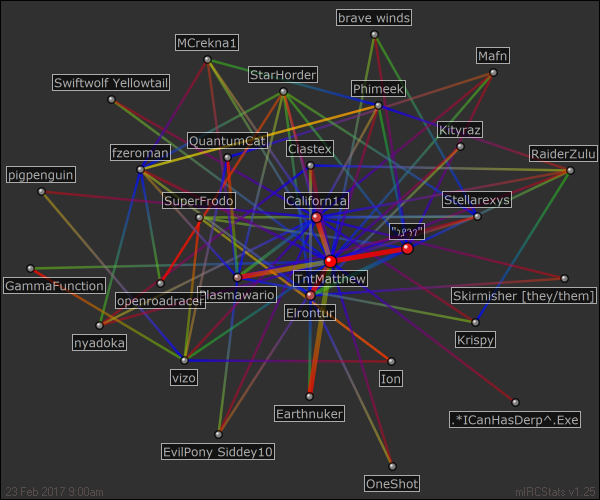 brave winds
MCrekna1
Mafn
Swiftwolf Yellowtail
StarHorder
Phimeek
Kityraz
QuantumCat
Ciastex
fzeroman
RaiderZulu
pigpenguin
SuperFrodo
Californ1a
Stellarexys
TntMatthew
GammaFunction
openroadracer
Plasmawario
Elrontur
Skirmisher [they/them]
nyadoka
Krispy
vizo
Ion
Earthnuker
.*ICanHasDerp^.Exe
EvilPony Siddey10
OneShot
23 Feb 2017 9:00am
mIRCStats v1.25